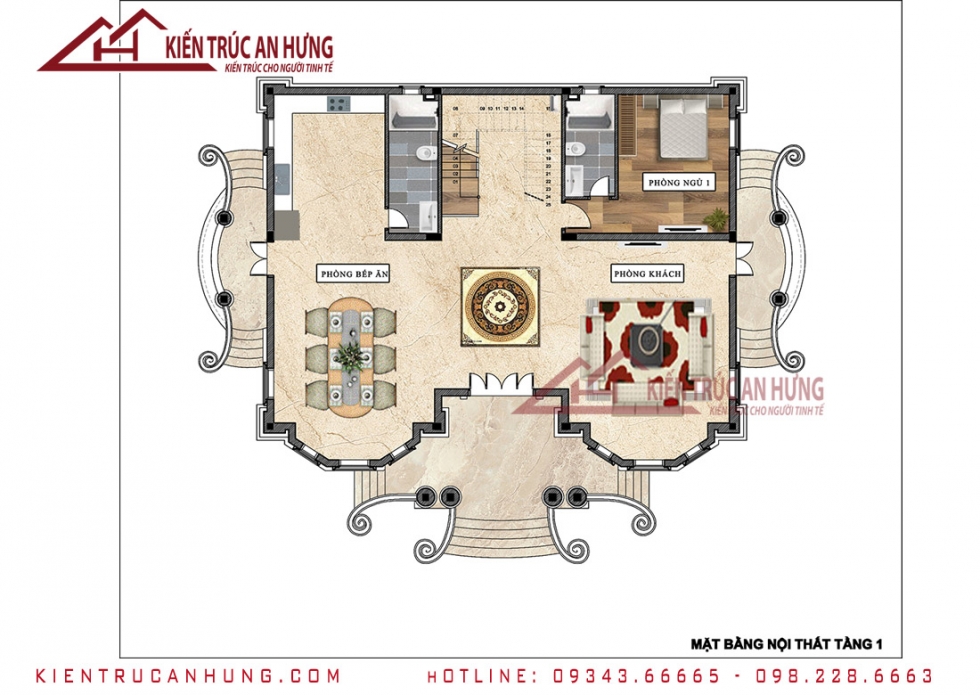 KIẾN TRÚC AN HƯNG
KIẾN TRÚC CHO NGƯỜI TINH TẾ
PHÒNG NGỦ 1
PHÒNG BẾP ĂN
PHÒNG KHÁCH
KIẾN TRÚC AN HƯNG
KIẾN TRÚC CHO NGƯỜI TINH TẾ
MẶT BẰNG NỘI THẤT TẦNG 1
KIENTRUCANHUNG.COM HOTLINE: 09343.66665 - 098.228.6663